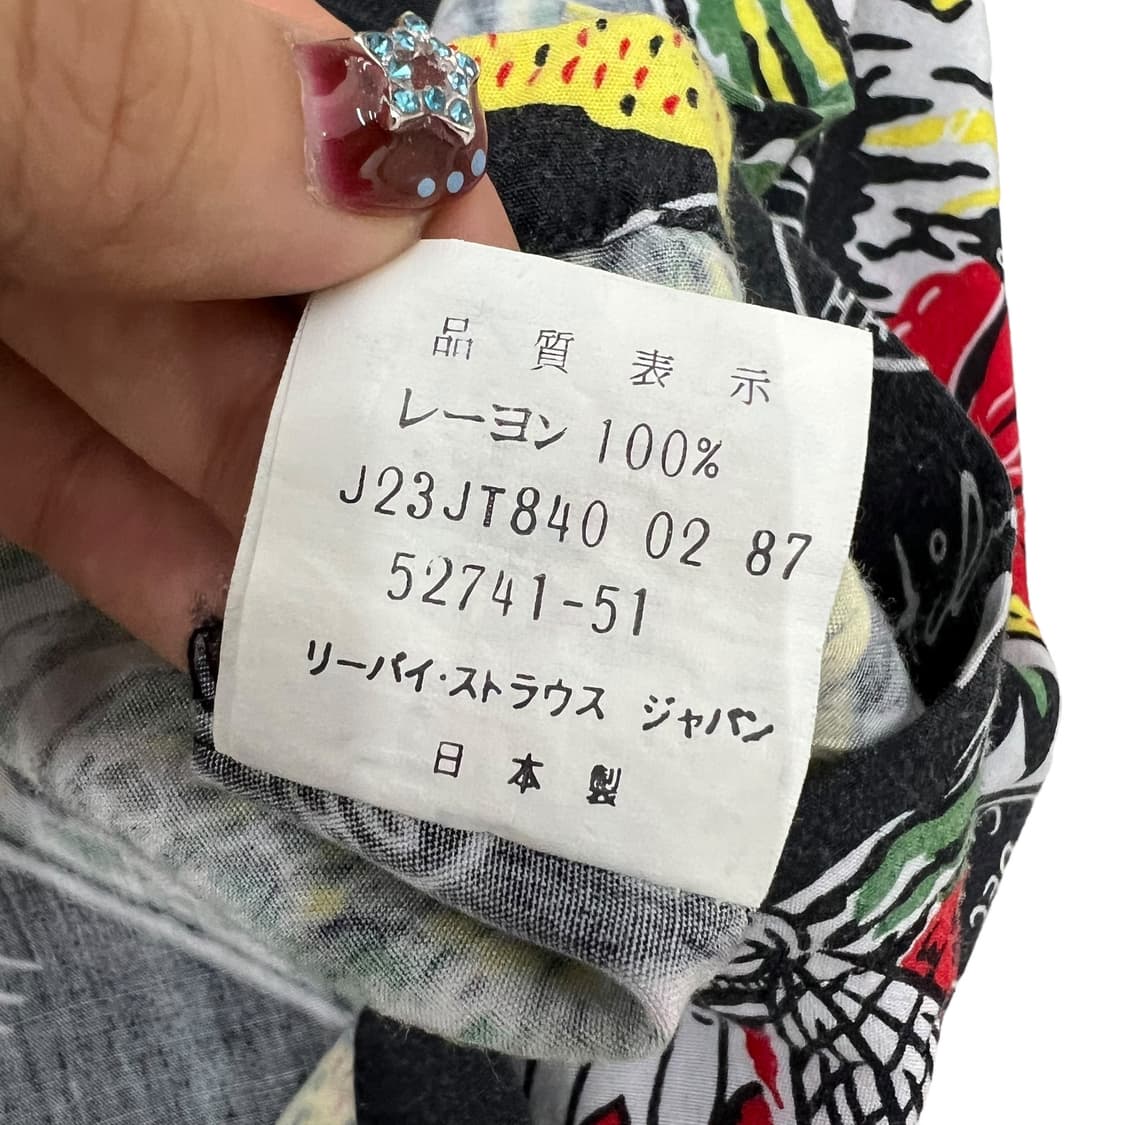 品質表示
レーヨン 100%
J23JT840 02 87
52741-51
リーバイ・ストラウス ジャパン
日本製